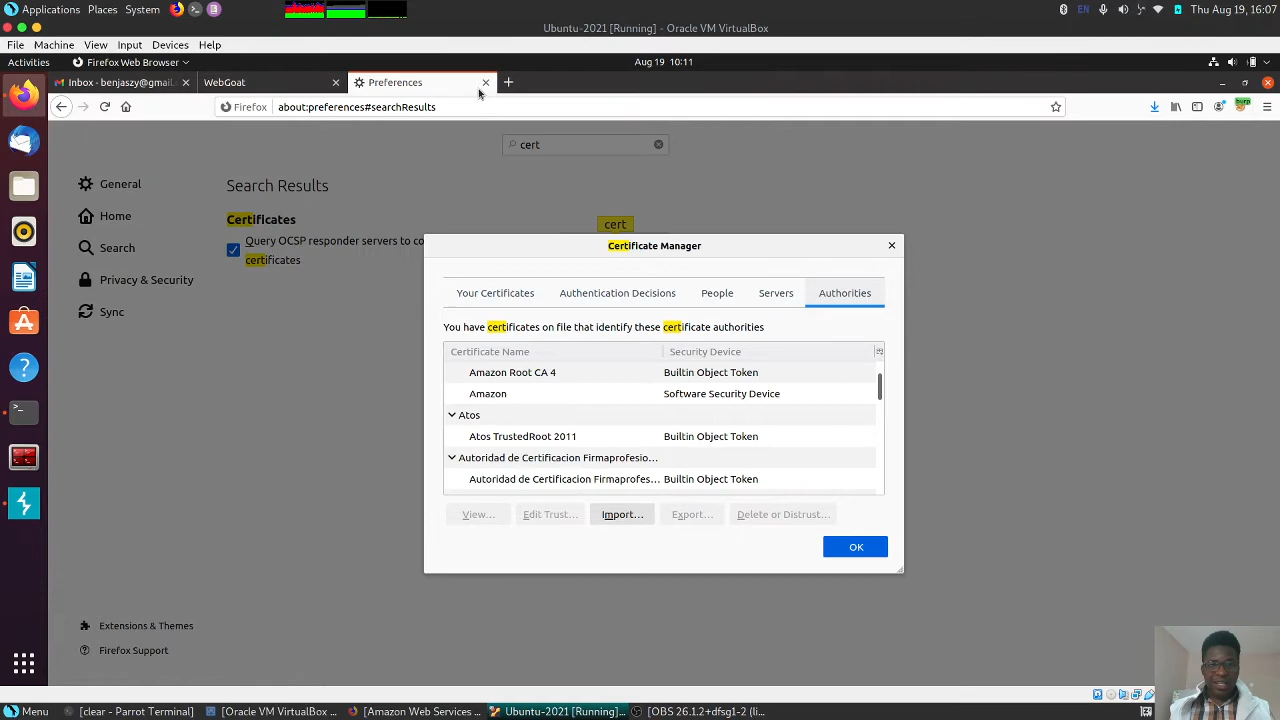 Applications Places System EN Thu Aug 19, 16:07
Ubuntu-2021 [Running] - Oracle VM VirtualBox
File Machine View Input Devices Help
Activities Firefox Web Browser Aug 19 10:11
Inbox - benjaszy@gmail. WebGoat Preferences
Firefox about:preferences#searchResults burp
cert
General
Home
Search
Privacy & Security
Sync
Search Results
Certificates
cert
Query OCSP responder servers to co
certificates
Certificate Manager
Your Certificates Authentication Decisions People Servers Authorities
You have certificates on file that identify these certificate authorities
Certificate Name Security Device
Amazon Root CA 4 Builtin Object Token
Amazon Software Security Device
Atos
Atos TrustedRoot 2011 Builtin Object Token
Autoridad de Certificacion Firmaprofesio…
Autoridad de Certificacion Firmaprofes… Builtin Object Token
View… Edit Trust… Import… Export… Delete or Distrust…
OK
Extensions & Themes
Firefox Support
Menu [clear - Parrot Terminal] [Oracle VM VirtualBox ... [Amazon Web Services ... Ubuntu-2021 [Running]... [OBS 26.1.2+dfsg1-2 (li...